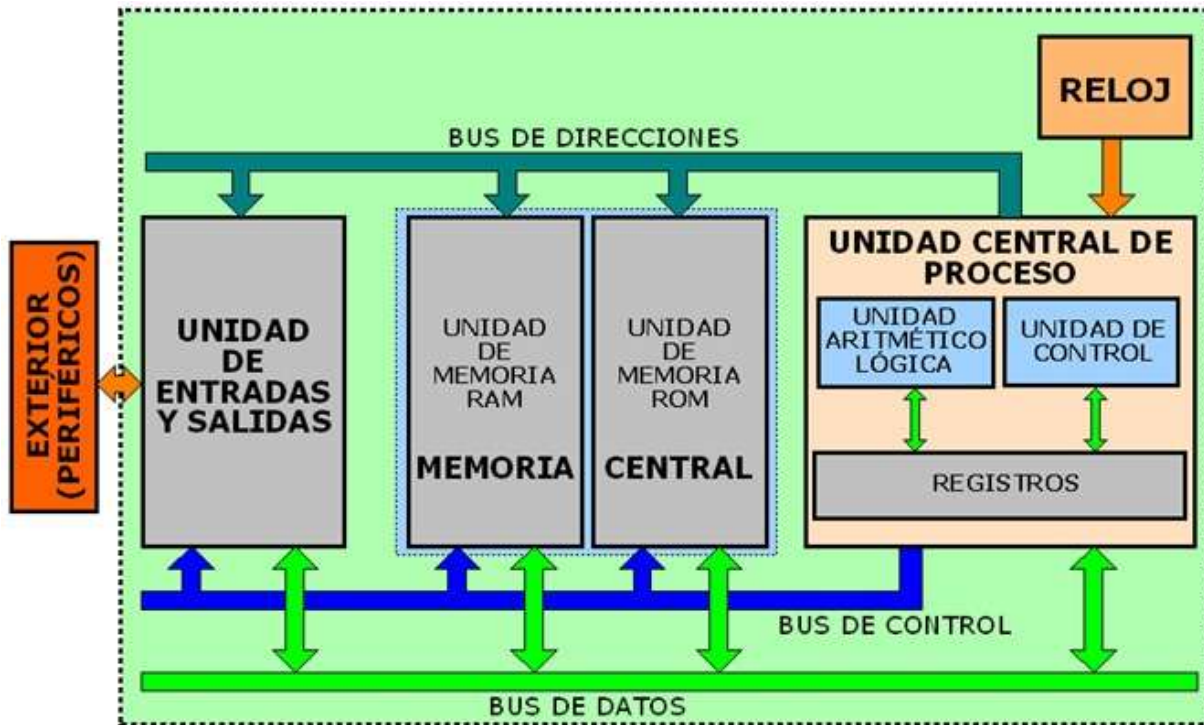 RELOJ
BUS DE DIRECCIONES
EXTÉRIOR
(PERIFÉRICOS)
UNIDAD
DE
ENTRADAS
Y SALIDAS
UNIDAD
DE
MEMORIA
RAM
MEMORIA
UNIDAD
DE
MEMORIA
ROM
CENTRAL
UNIDAD CENTRAL DE
PROCESO
UNIDAD
ARITMÉTICO
LÓGICA
UNIDAD DE
CONTROL
REGISTROS
BUS DE CONTROL
BUS DE DATOS